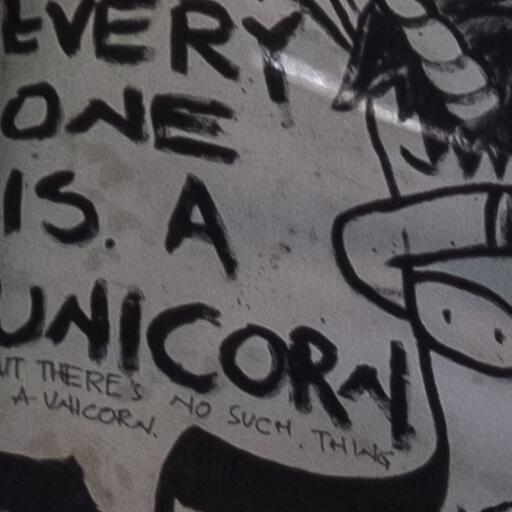 EVERY
ONE
IS. A
UNICORN
UT THERE'S NO SUCH. THING
A UNICORN.